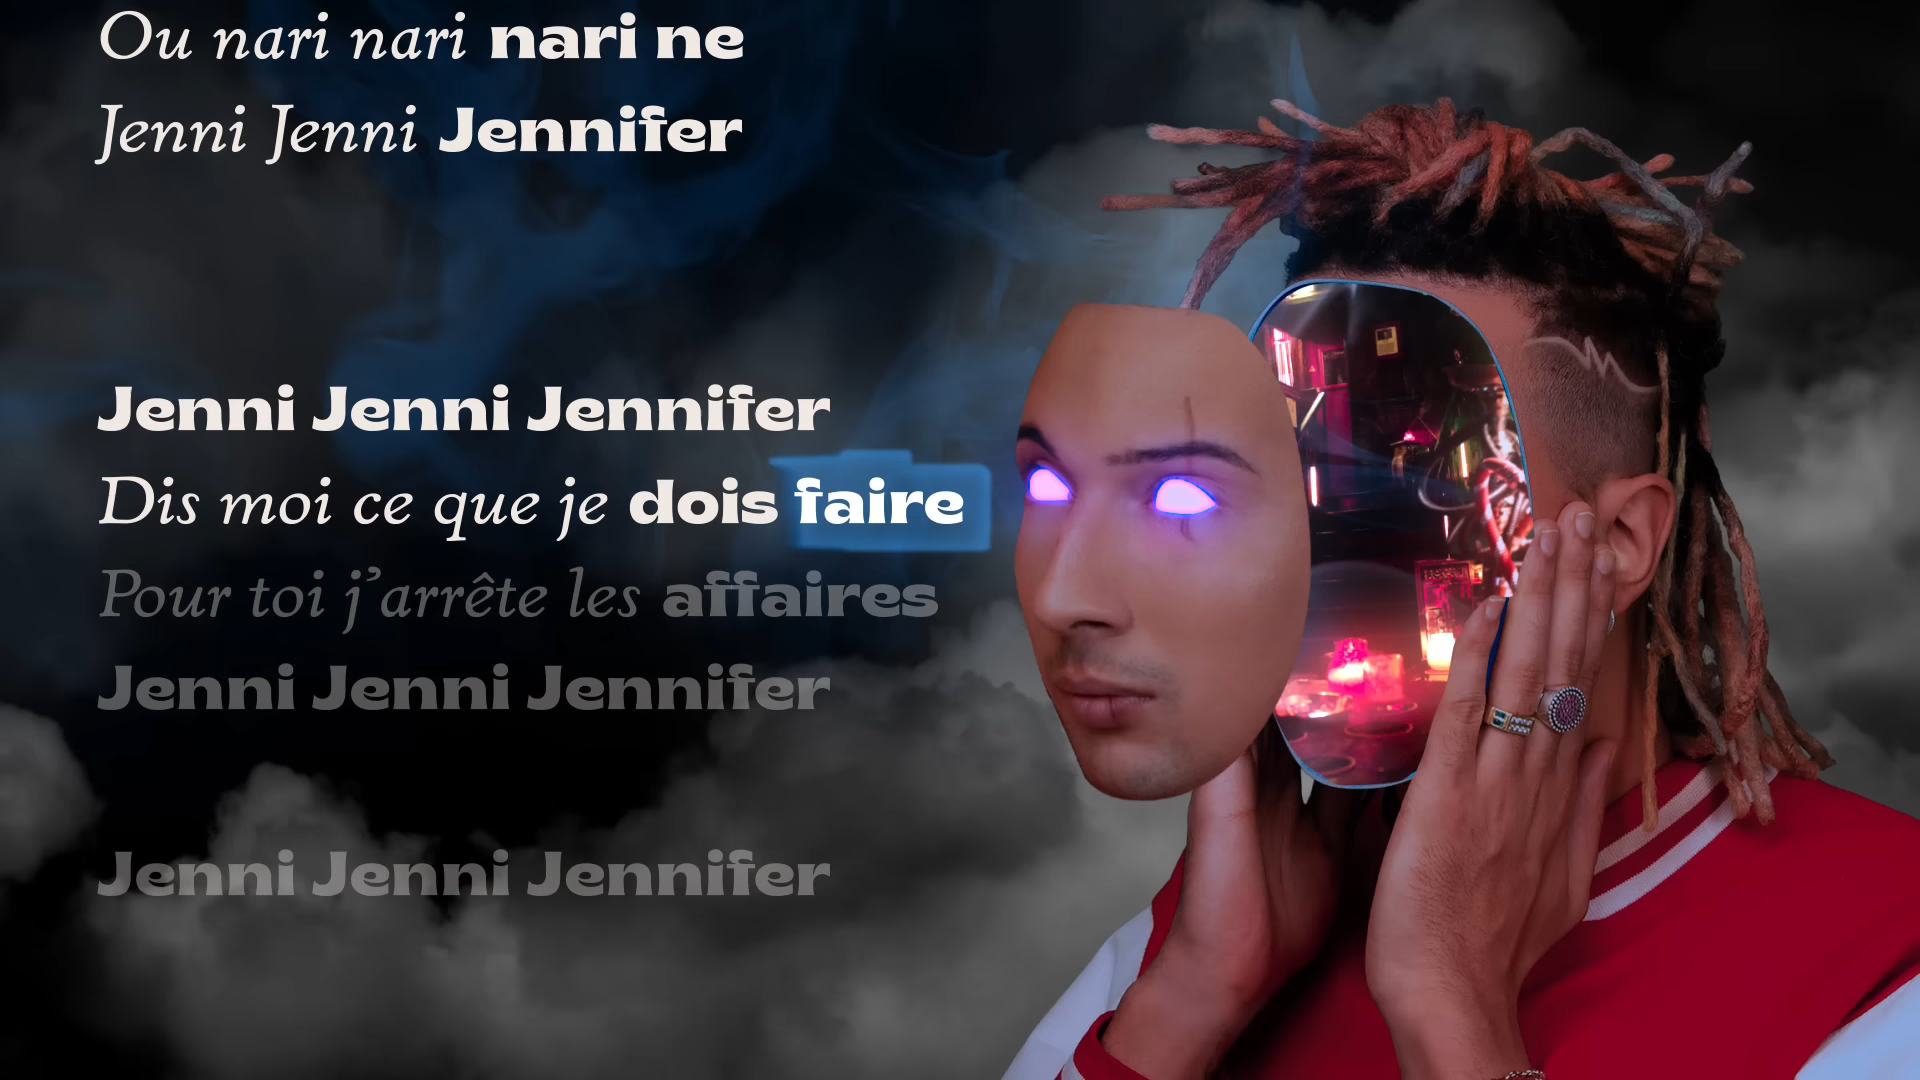 Ou nari nari nari ne
Jenni Jenni Jennifer
Jenni Jenni Jennifer
Dis moi ce que je dois faire
Pour toi j’arrête les affaires
Jenni Jenni Jennifer
Jenni Jenni Jennifer